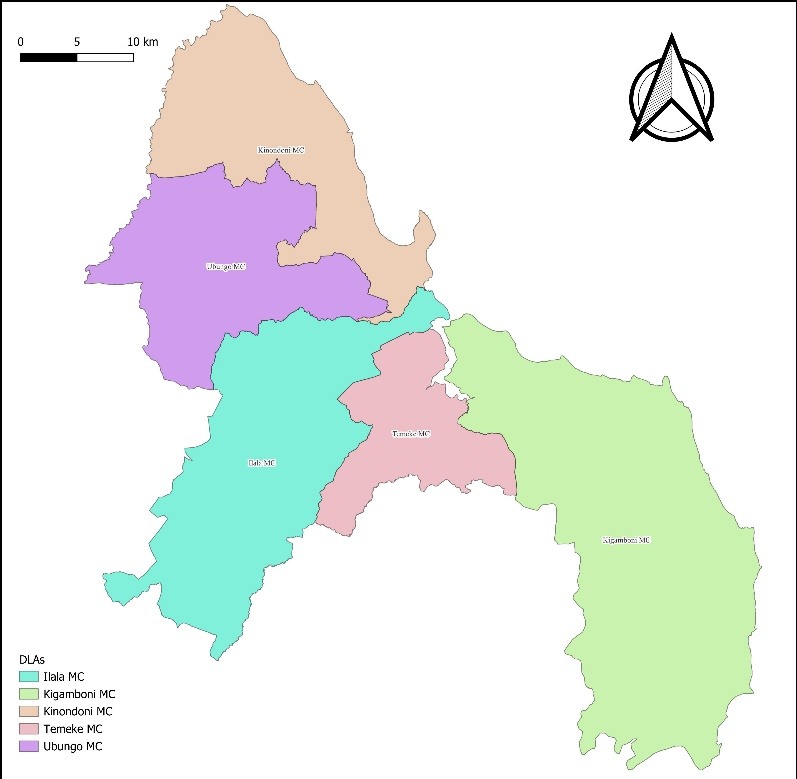 0 5 10 km
Kinondoni MC
Ubungo MC
Temeke MC
Ilala MC
Kigamboni MC
DLAs
Ilala MC
Kigamboni MC
Kinondoni MC
Temeke MC
Ubungo MC